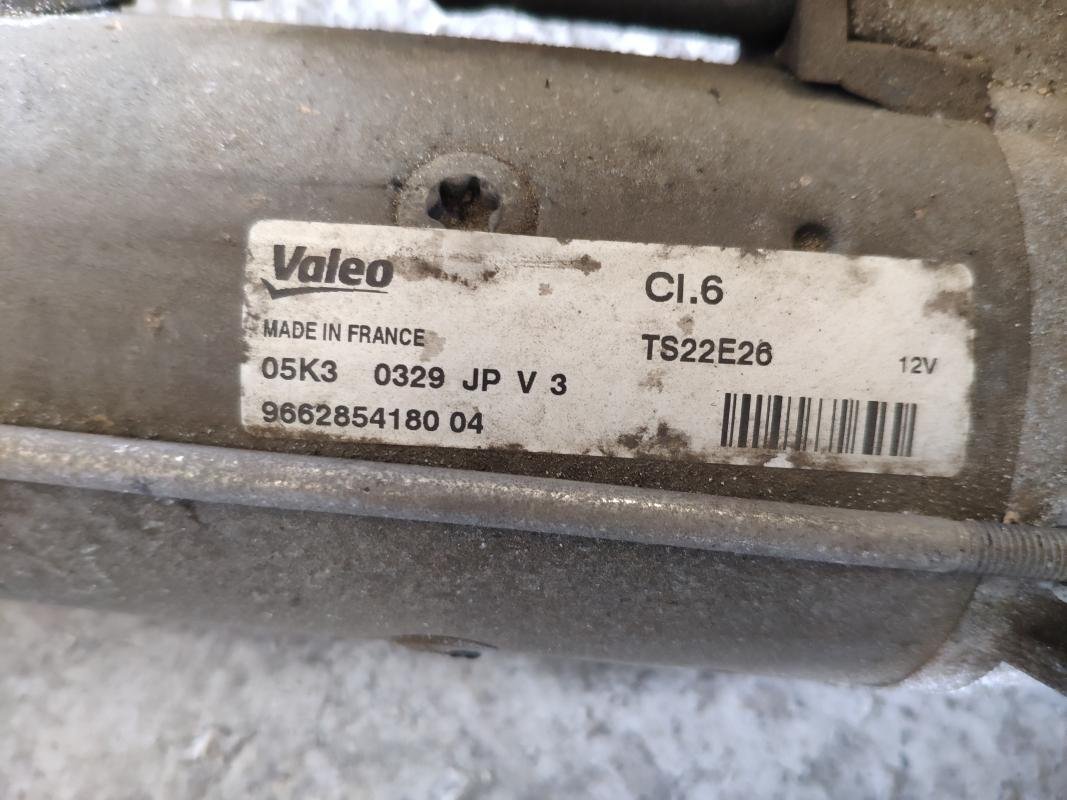 Valeo
Cl.6
MADE IN FRANCE
TS22E26
12V
05K3 0329 JP V 3
9662854180 04